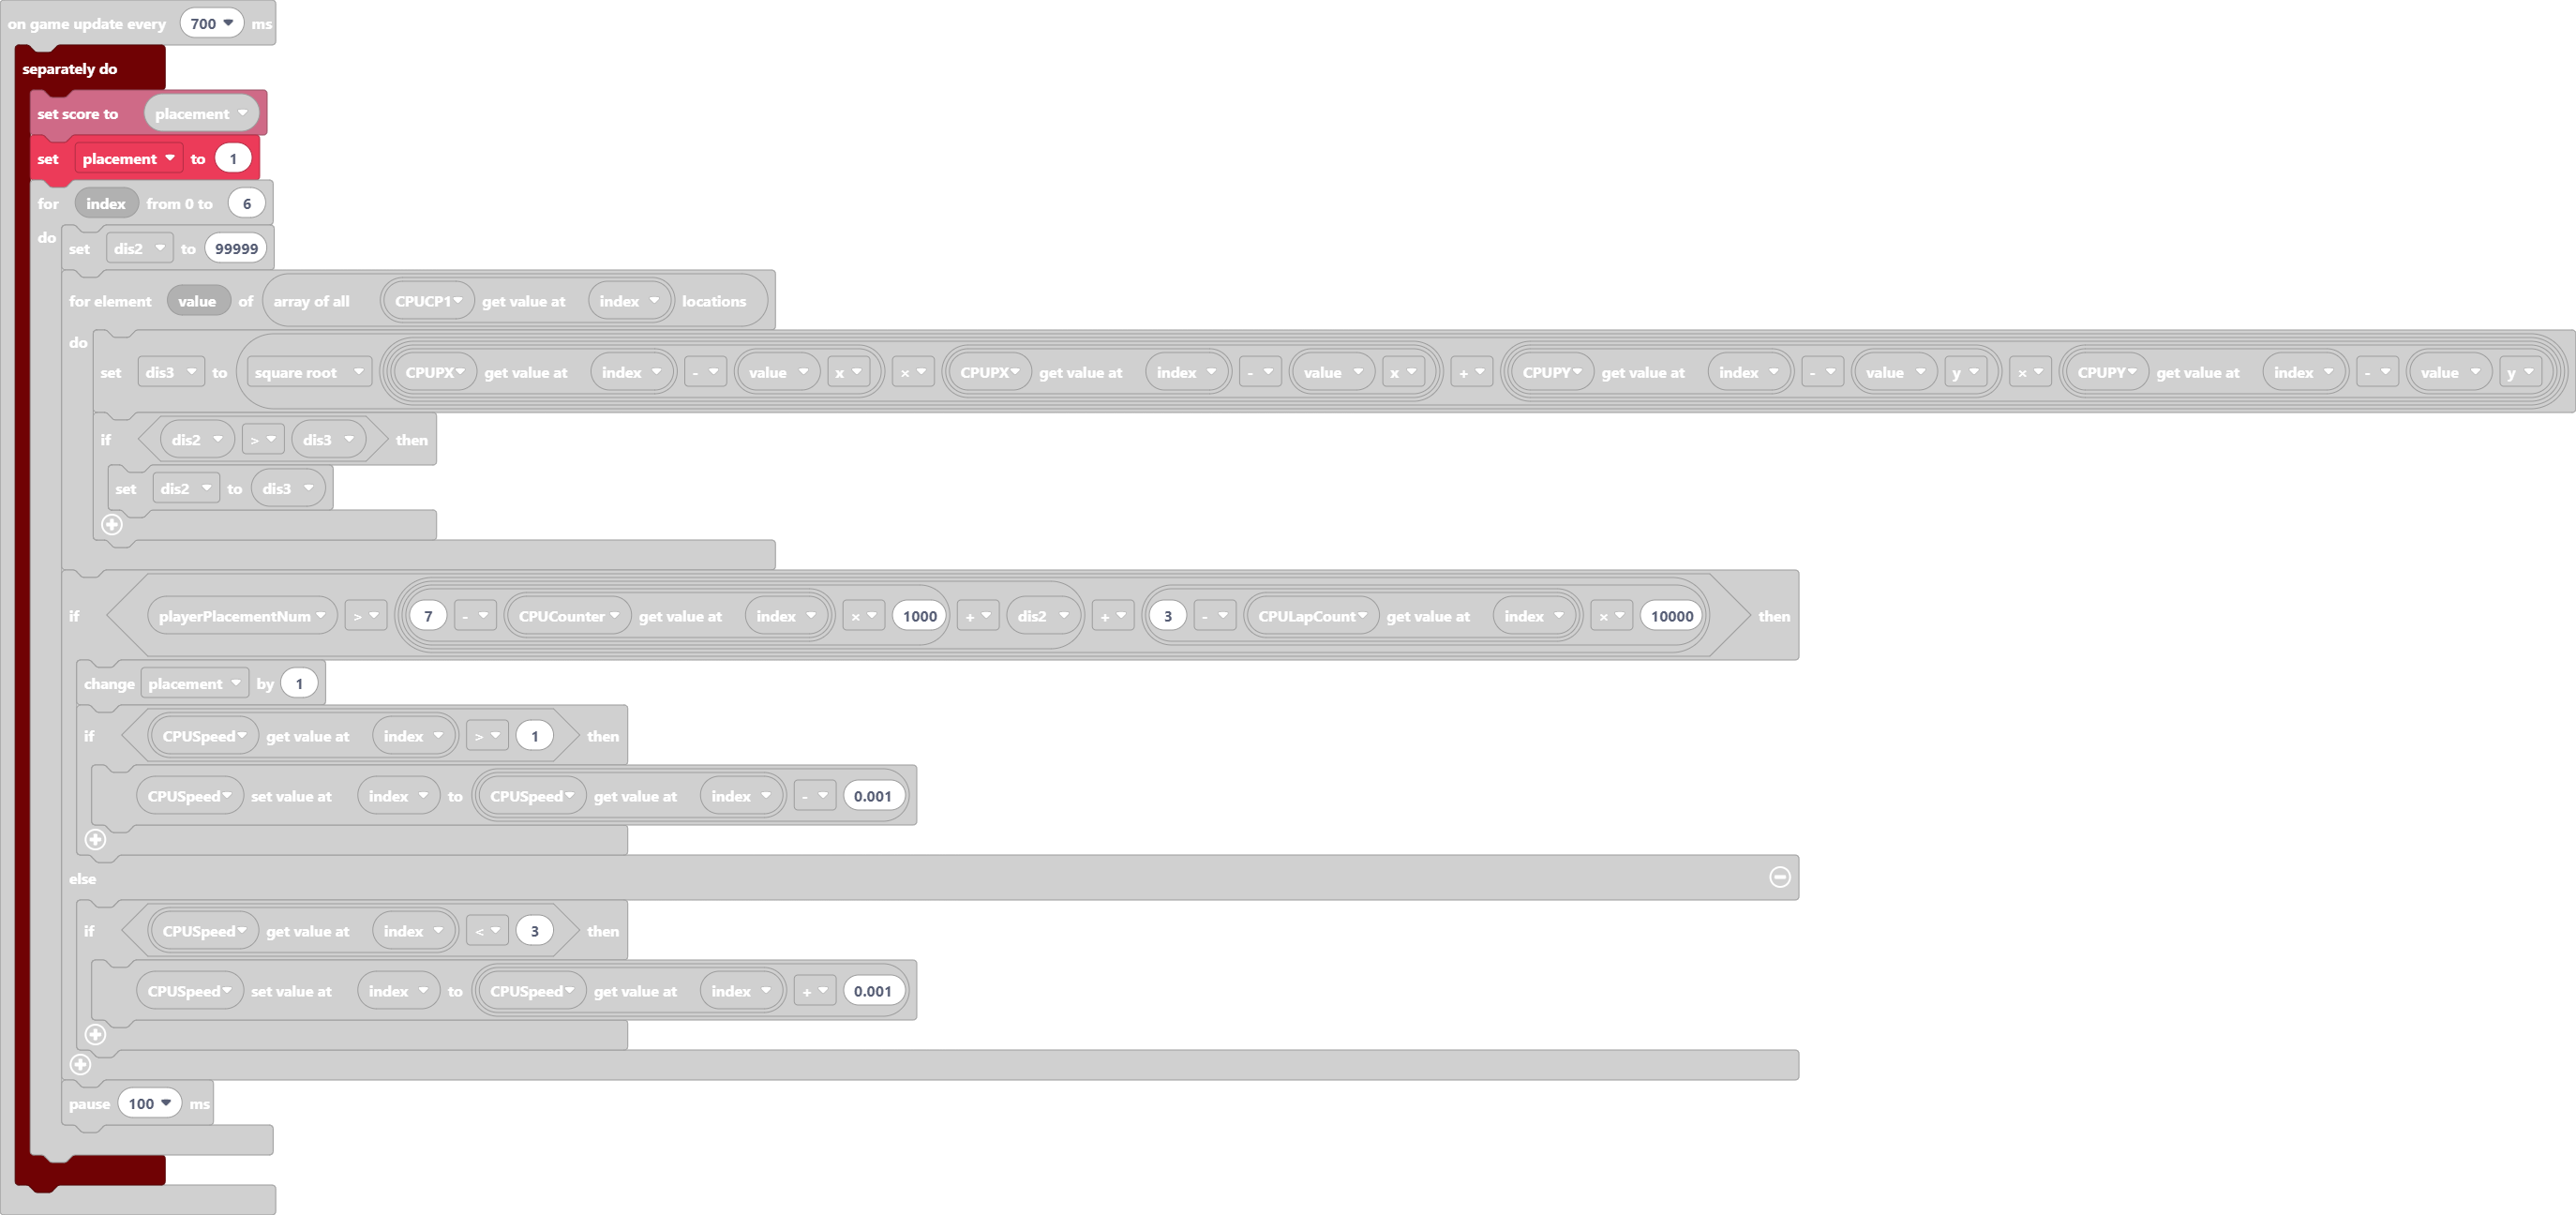 on game update every 700 ms
separately do
set score to placement
set placement to 1
for index from 0 to 6
do set dis2 to 99999
for element value of array of all CPUCP1 get value at index locations
do
set dis3 to square root CPUPX get value at index - value x × CPUPX get value at index - value x + CPUPY get value at index - value y × CPUPY get value at index - value y
if dis2 > dis3 then
set dis2 to dis3
if playerPlacementNum > 7 - CPUCounter get value at index × 1000 + dis2 + 3 - CPULapCount get value at index × 10000 then
change placement by 1
if CPUSpeed get value at index > 1 then
CPUSpeed set value at index to CPUSpeed get value at index - 0.001
else
if CPUSpeed get value at index < 3 then
CPUSpeed set value at index to CPUSpeed get value at index + 0.001
pause 100 ms